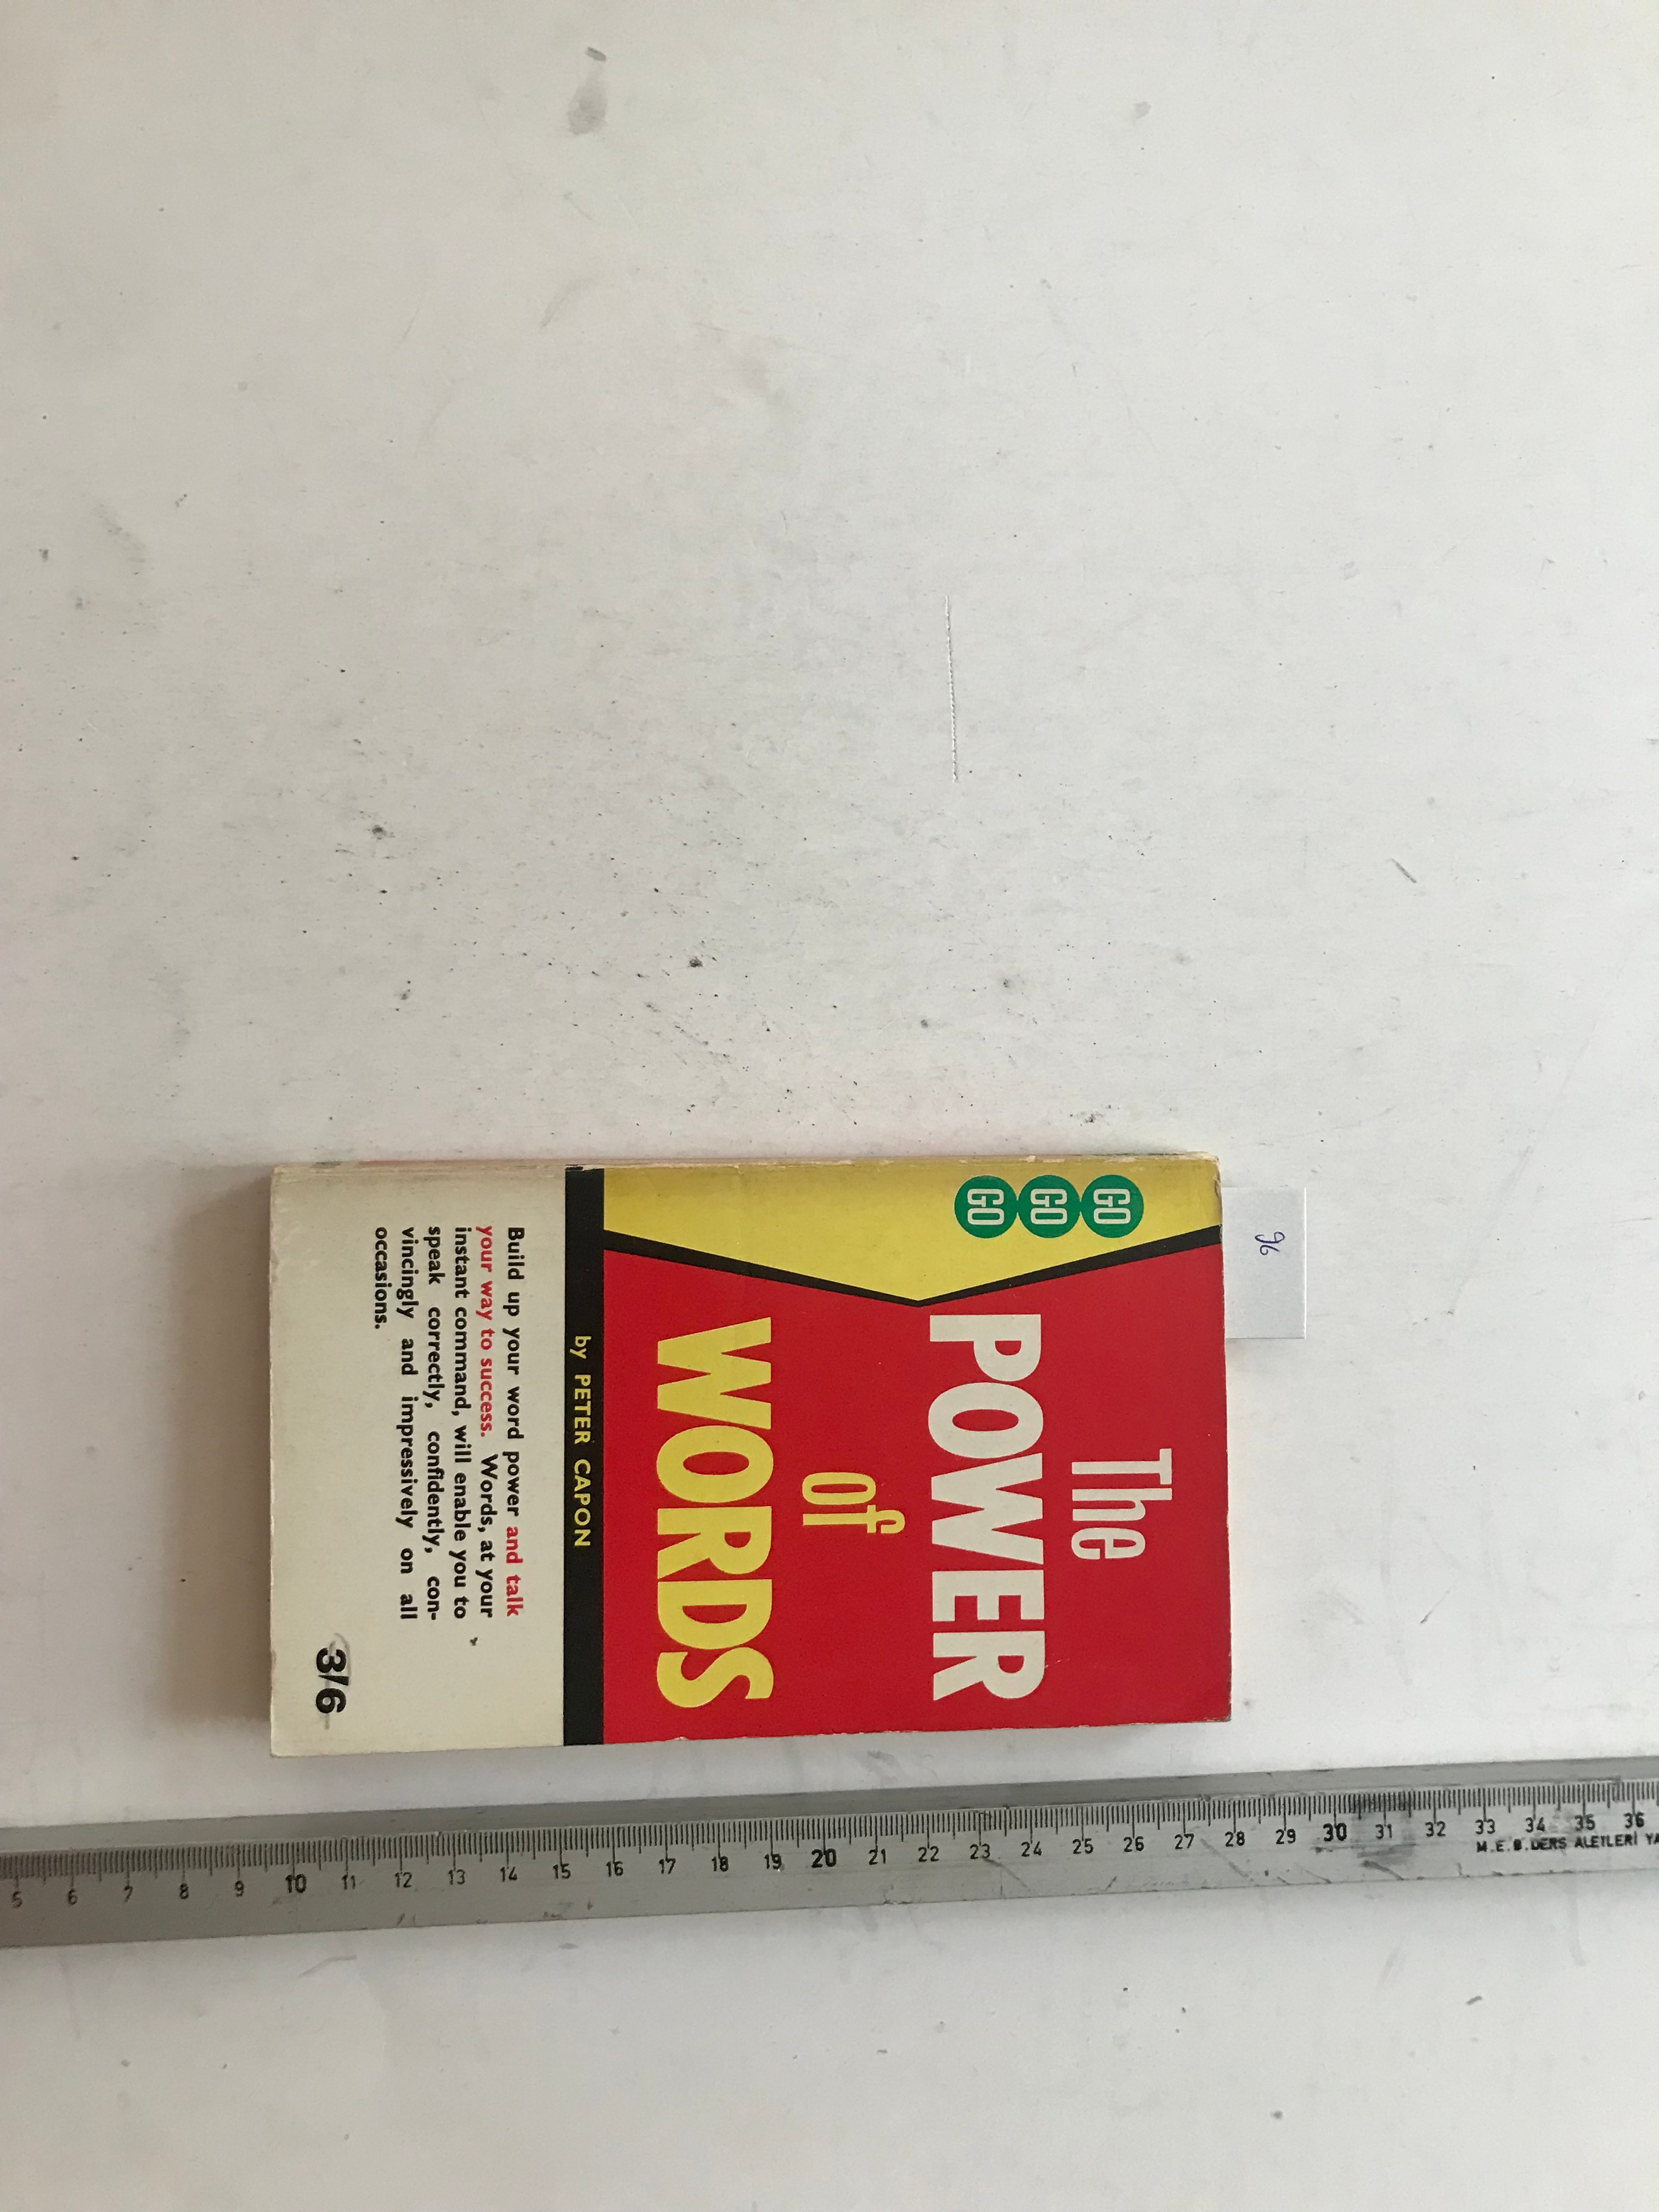 GO
GO
GO
The
POWER
of
WORDS
by PETER CAPON
Build up your word power and talk
your way to success. Words, at your
instant command, will enable you to
speak correctly, confidently, con-
vincingly and impressively on all
occasions.
3/6
96
5 6 7 8 9 10 11 12 13 14 15 16 17 18 19 20 21 22 23 24 25 26 27 28 29 30 31 32 33 34 35 36
M.E.B. DERS ALETLERİ YA